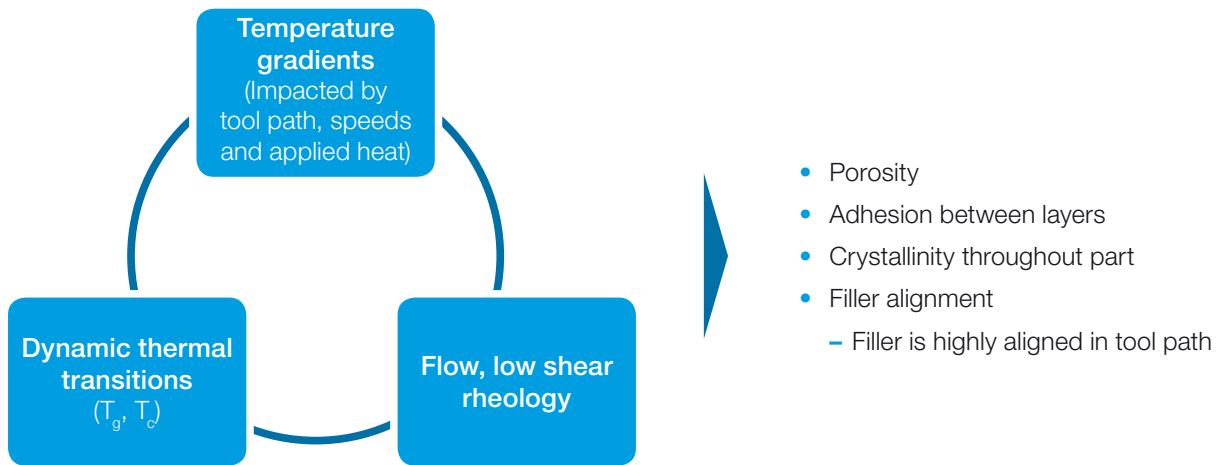 Temperature
gradients
(Impacted by
tool path, speeds
and applied heat)
Dynamic thermal
transitions
(Tg, Tc)
Flow, low shear
rheology
• Porosity
• Adhesion between layers
• Crystallinity throughout part
• Filler alignment
– Filler is highly aligned in tool path